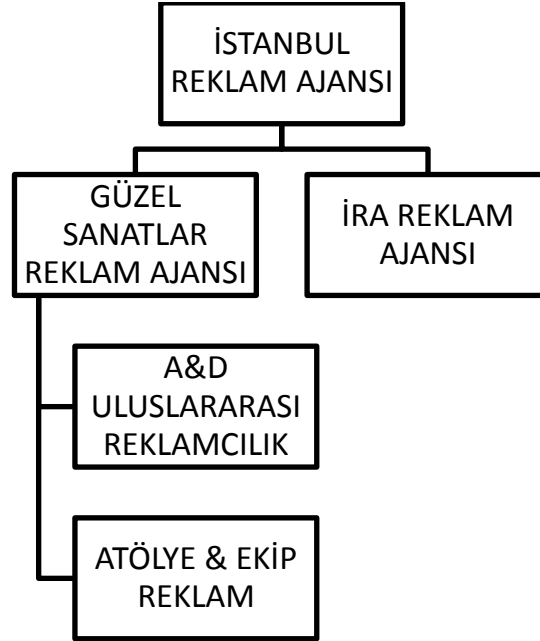 İSTANBUL
REKLAM AJANSI
GÜZEL
SANATLAR
REKLAM AJANSI
İRA REKLAM
AJANSI
A&D
ULUSLARARASI
REKLAMCILIK
ATÖLYE & EKİP
REKLAM